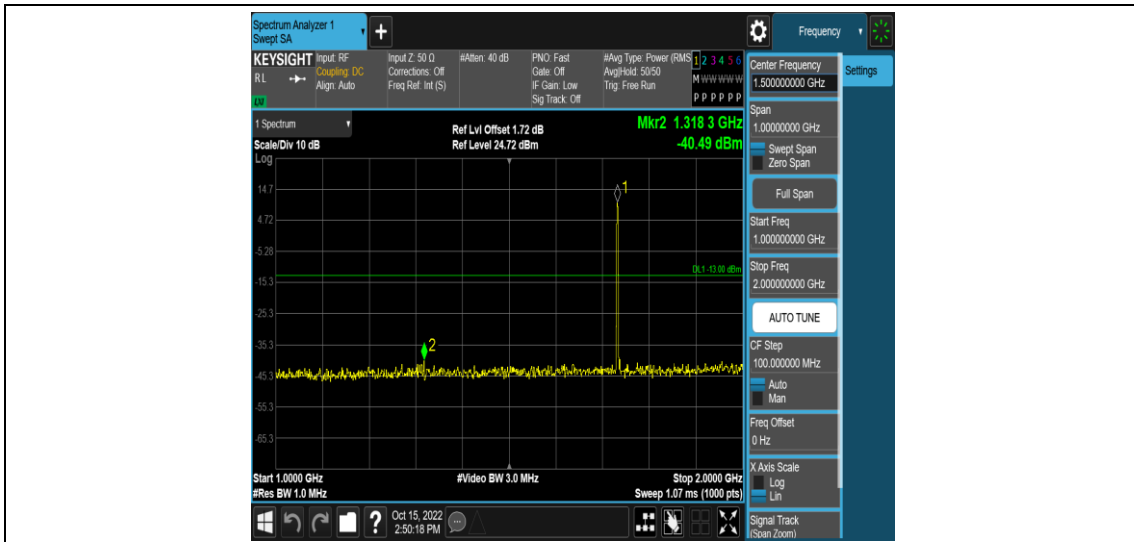 Spectrum Analyzer 1
Swept SA
+
Frequency
KEYSIGHT
RL
LXI
Input: RF
Coupling: DC
Align: Auto
Input Z: 50 Ω
Corrections: Off
Freq Ref: Int (S)
#Atten: 40 dB
PNO: Fast
Gate: Off
IF Gain: Low
Sig Track: Off
#Avg Type: Power (RMS
Avg|Hold: 50/50
Trig: Free Run
1 2 3 4 5 6
M W W W W W
P P P P P P
1 Spectrum
Scale/Div 10 dB
Ref Lvl Offset 1.72 dB
Ref Level 24.72 dBm
Mkr2 1.318 3 GHz
-40.49 dBm
Log
14.7
4.72
-5.28
-15.3
-25.3
-35.3
-45.3
-55.3
-65.3
1
DL1 -13.00 dBm
2
Start 1.0000 GHz
#Res BW 1.0 MHz
#Video BW 3.0 MHz
Stop 2.0000 GHz
Sweep 1.07 ms (1000 pts)
?
Oct 15, 2022
2:50:18 PM
Center Frequency
1.500000000 GHz
Settings
Span
1.00000000 GHz
Swept Span
Zero Span
Full Span
Start Freq
1.000000000 GHz
Stop Freq
2.000000000 GHz
AUTO TUNE
CF Step
100.000000 MHz
Auto
Man
Freq Offset
0 Hz
X Axis Scale
Log
Lin
Signal Track
(Span Zoom)